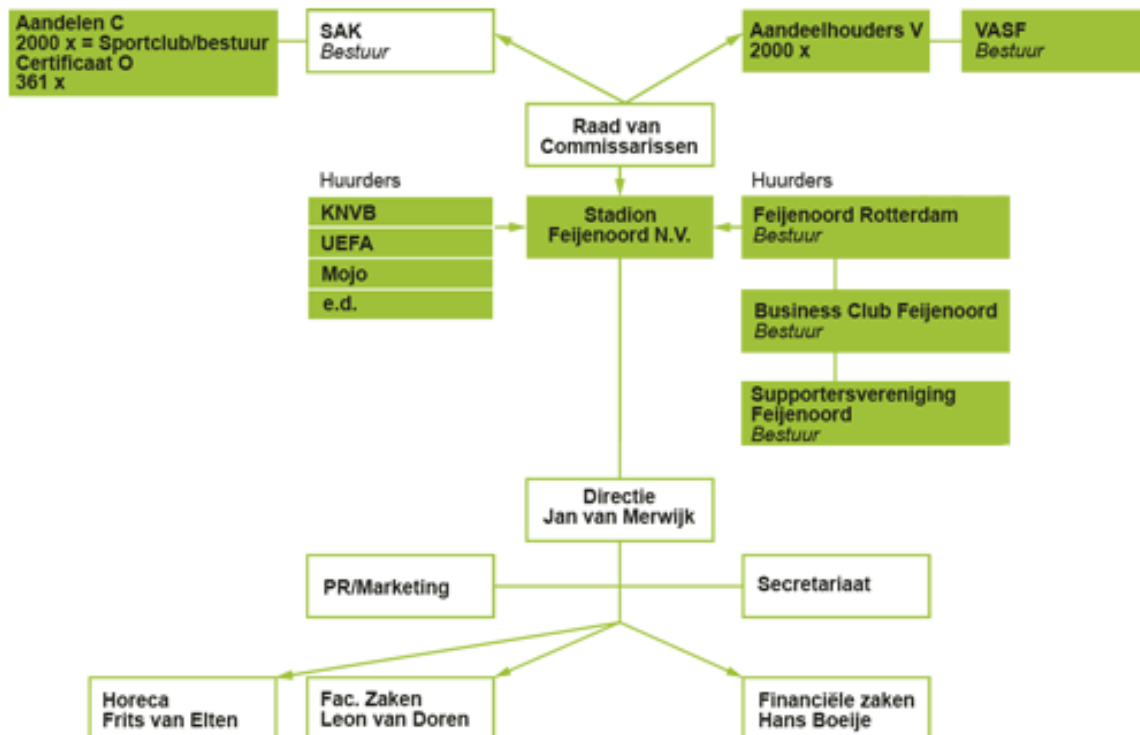 Aandelen C
2000 x = Sportclub/bestuur
Certificaat O
361 x
SAK
Bestuur
Aandeelhouders V
2000 x
VASF
Bestuur
Raad van
Commissarissen
Huurders
KNVB
UEFA
Mojo
e.d.
Stadion
Feijenoord N.V.
Huurders
Feijenoord Rotterdam
Bestuur
Business Club Feijenoord
Bestuur
Supportersvereniging
Feijenoord
Bestuur
Directie
Jan van Merwijk
PR/Marketing
Secretariaat
Horeca
Frits van Elten
Fac. Zaken
Leon van Doren
Financiële zaken
Hans Boeije